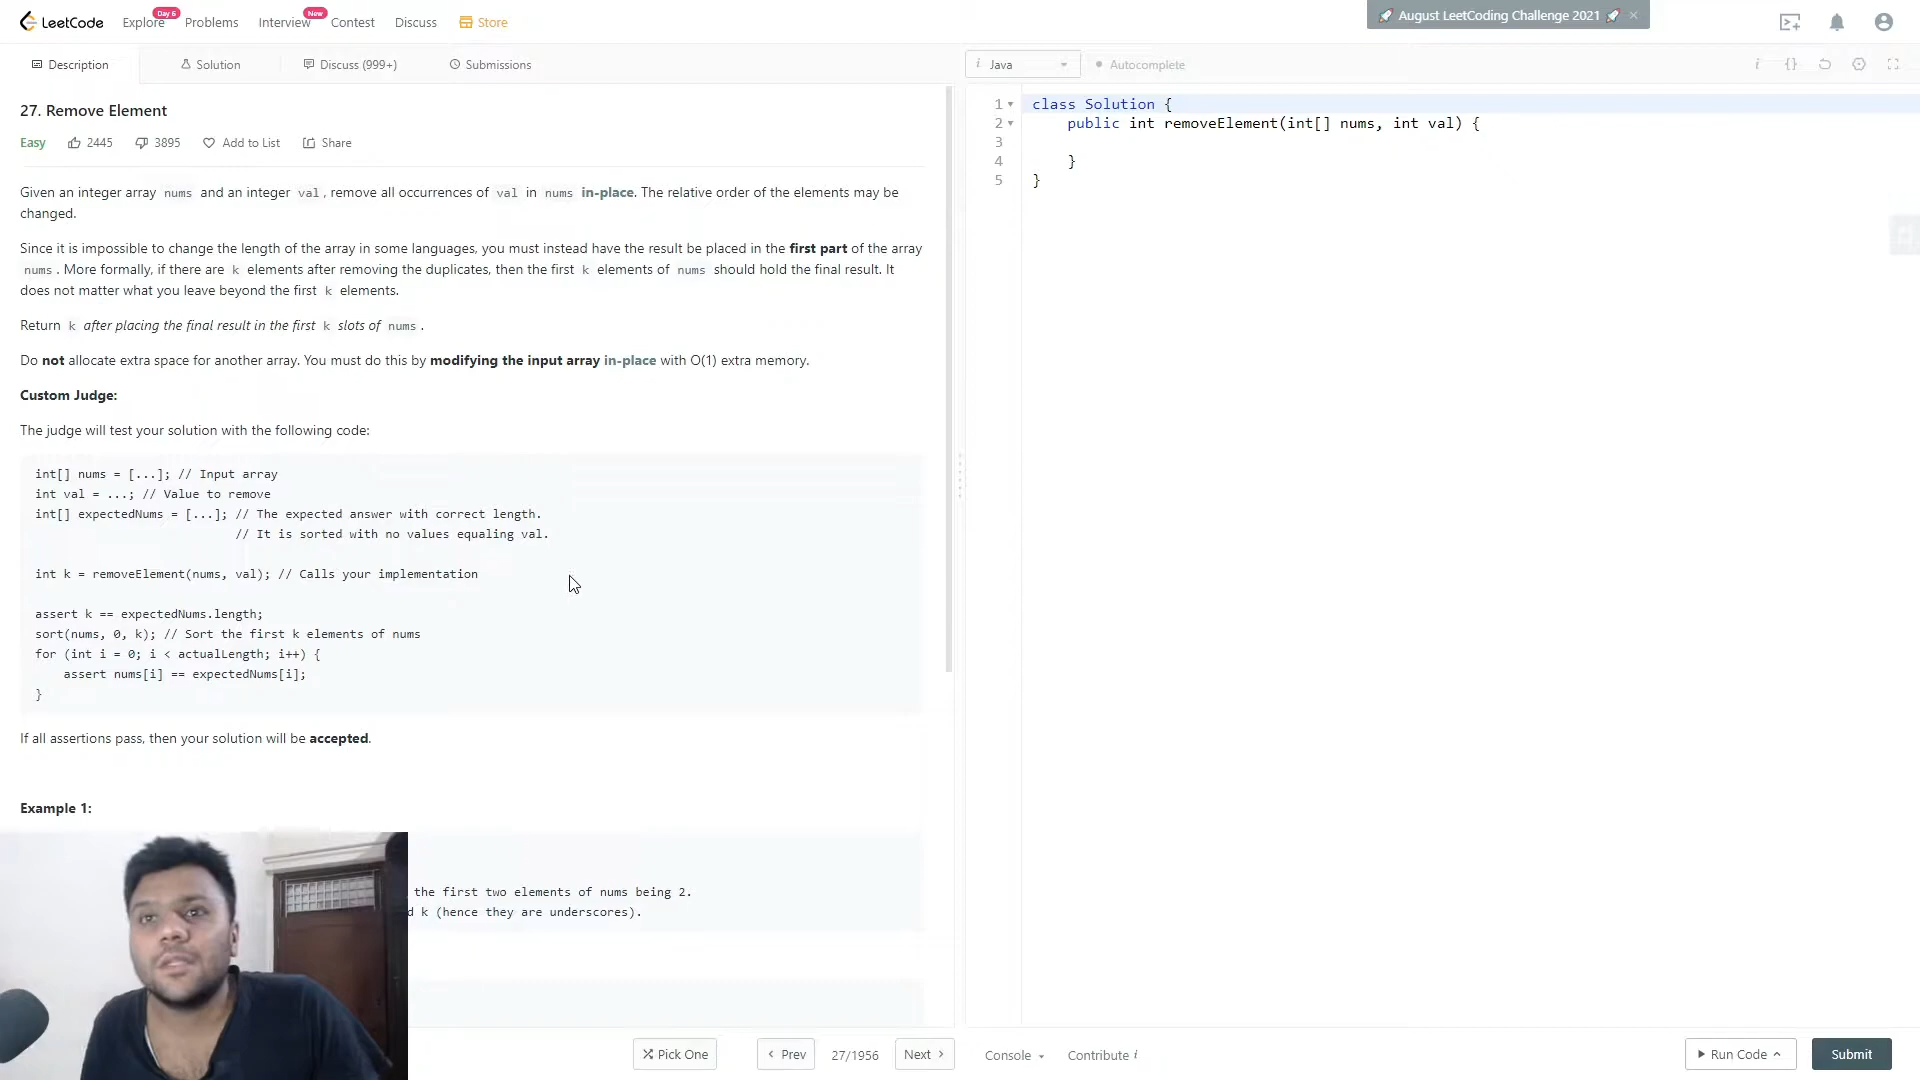 LeetCode Explore Day 6 Problems Interview New Contest Discuss Store 🚀 August LeetCoding Challenge 2021 🚀 ×
Description Solution Discuss (999+) Submissions
i Java Autocomplete
27. Remove Element
Easy 2445 3895 Add to List Share
Given an integer array nums and an integer val, remove all occurrences of val in nums in-place. The relative order of the elements may be
changed.
Since it is impossible to change the length of the array in some languages, you must instead have the result be placed in the first part of the array
nums. More formally, if there are k elements after removing the duplicates, then the first k elements of nums should hold the final result. It
does not matter what you leave beyond the first k elements.
Return k after placing the final result in the first k slots of nums.
Do not allocate extra space for another array. You must do this by modifying the input array in-place with O(1) extra memory.
Custom Judge:
The judge will test your solution with the following code:
int[] nums = [...]; // Input array
int val = ...; // Value to remove
int[] expectedNums = [...]; // The expected answer with correct length.
// It is sorted with no values equaling val.
int k = removeElement(nums, val); // Calls your implementation
assert k == expectedNums.length;
sort(nums, 0, k); // Sort the first k elements of nums
for (int i = 0; i < actualLength; i++) {
assert nums[i] == expectedNums[i];
}
If all assertions pass, then your solution will be accepted.
Example 1:
the first two elements of nums being 2.
d k (hence they are underscores).
1 class Solution {
2 public int removeElement(int[] nums, int val) {
3
4 }
5 }
Pick One < Prev 27/1956 Next > Console Contribute i Run Code Submit